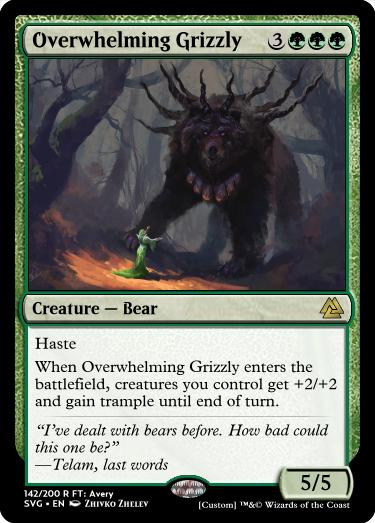 Overwhelming Grizzly 3
Creature — Bear
Haste
When Overwhelming Grizzly enters the
battlefield, creatures you control get +2/+2
and gain trample until end of turn.
“I’ve dealt with bears before. How bad could
this one be?”
—Telam, last words
5/5
142/200 R FT: Avery
SVG • EN Zhivko Zhelev
[Custom] ™&© Wizards of the Coast